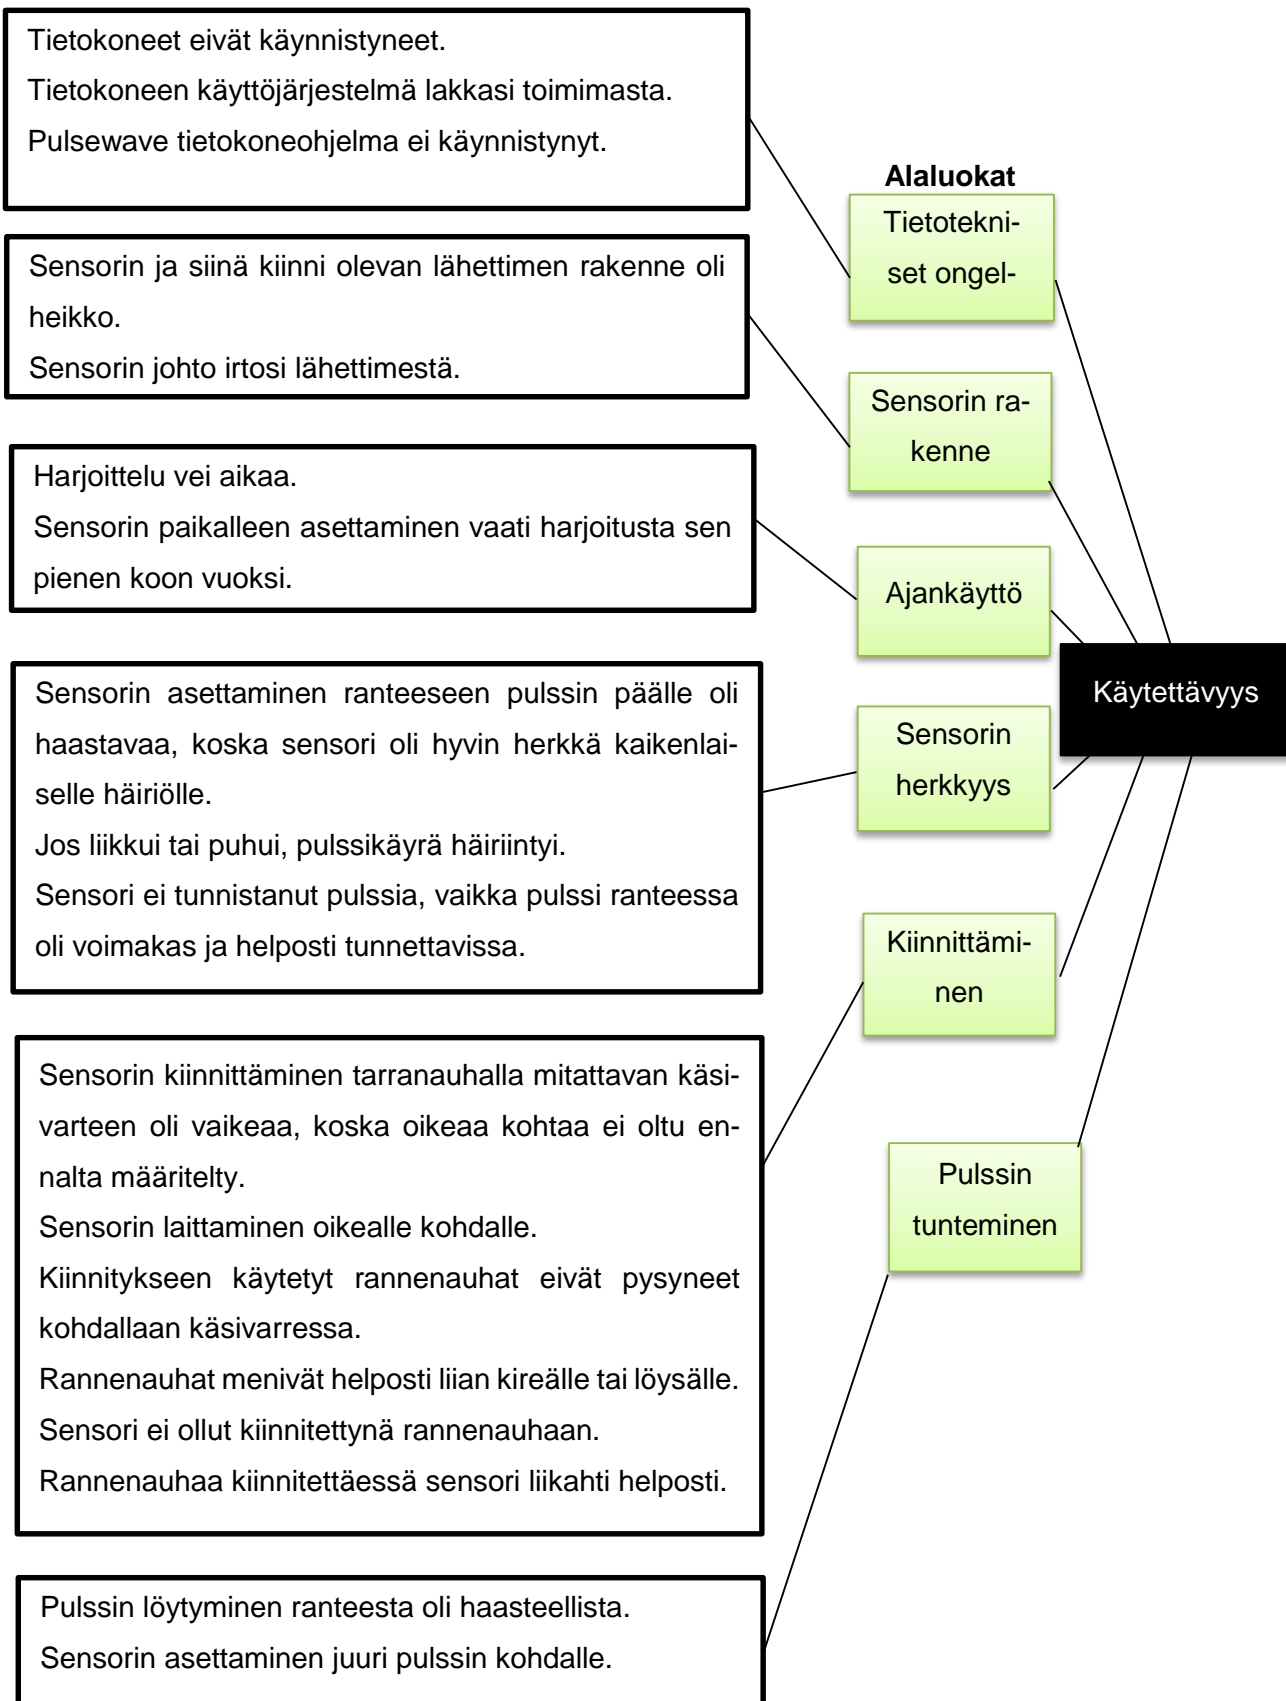 Tietokoneet eivät käynnistyneet.
Tietokoneen käyttöjärjestelmä lakkasi toimimasta.
Pulsewave tietokoneohjelma ei käynnistynyt.
Alaluokat
Tietotekni-
set ongel-
Sensorin ja siinä kiinni olevan lähettimen rakenne oli
heikko.
Sensorin johto irtosi lähettimestä.
Sensorin ra-
kenne
Harjoittelu vei aikaa.
Sensorin paikalleen asettaminen vaati harjoitusta sen
pienen koon vuoksi.
Ajankäyttö
Käytettävyys
Sensorin asettaminen ranteeseen pulssin päälle oli
haastavaa, koska sensori oli hyvin herkkä kaikenlai-
selle häiriölle.
Jos liikkui tai puhui, pulssikäyrä häiriintyi.
Sensori ei tunnistanut pulssia, vaikka pulssi ranteessa
oli voimakas ja helposti tunnettavissa.
Sensorin
herkkyys
Kiinnittämi-
nen
Sensorin kiinnittäminen tarranauhalla mitattavan käsi-
varteen oli vaikeaa, koska oikeaa kohtaa ei oltu en-
nalta määritelty.
Sensorin laittaminen oikealle kohdalle.
Kiinnitykseen käytetyt rannenauhat eivät pysyneet
kohdallaan käsivarressa.
Rannenauhat menivät helposti liian kireälle tai löysälle.
Sensori ei ollut kiinnitettynä rannenauhaan.
Rannenauhaa kiinnitettäessä sensori liikahti helposti.
Pulssin
tunteminen
Pulssin löytyminen ranteesta oli haasteellista.
Sensorin asettaminen juuri pulssin kohdalle.